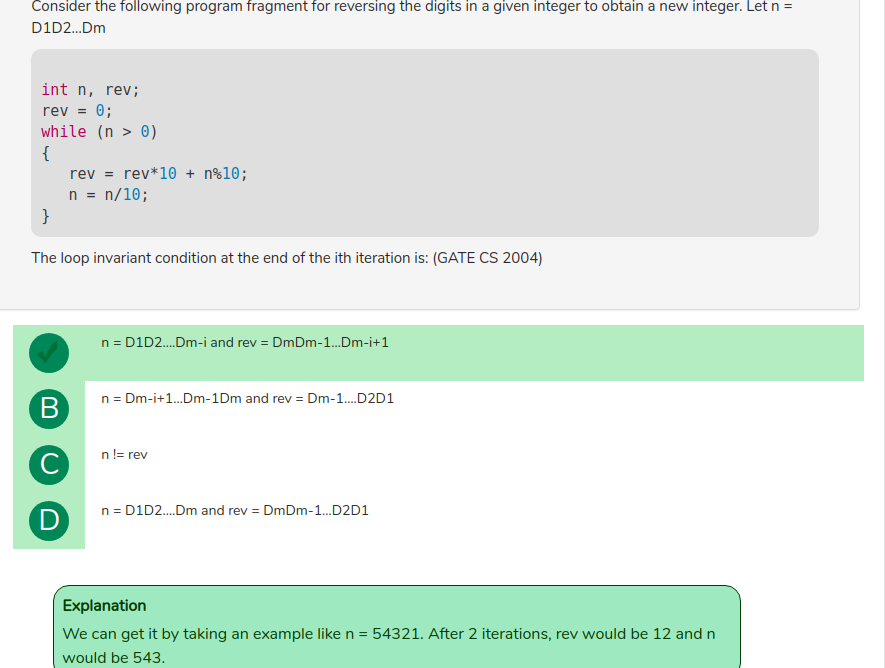 Consider the following program fragment for reversing the digits in a given integer to obtain a new integer. Let n =
D1D2...Dm
int n, rev;
rev = 0;
while (n > 0)
{
rev = rev*10 + n%10;
n = n/10;
}
The loop invariant condition at the end of the ith iteration is: (GATE CS 2004)
n = D1D2....Dm-i and rev = DmDm-1...Dm-i+1
B n = Dm-i+1...Dm-1Dm and rev = Dm-1....D2D1
C n != rev
D n = D1D2....Dm and rev = DmDm-1...D2D1
Explanation
We can get it by taking an example like n = 54321. After 2 iterations, rev would be 12 and n
would be 543.